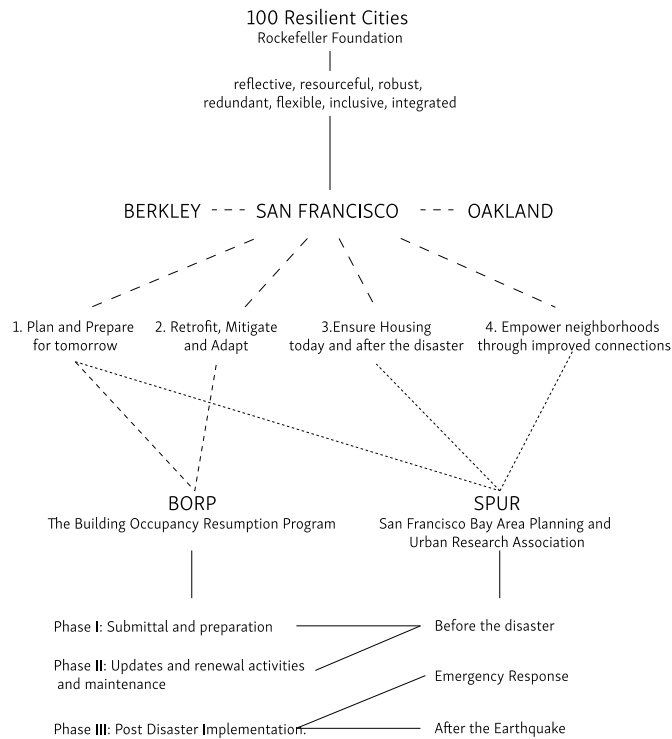 100 Resilient Cities
Rockefeller Foundation
reflective, resourceful, robust,
redundant, flexible, inclusive, integrated
BERKLEY
SAN FRANCISCO
OAKLAND
1. Plan and Prepare
for tomorrow
2. Retrofit, Mitigate
and Adapt
3.Ensure Housing
today and after the disaster
4. Empower neighborhoods
through improved connections
BORP
The Building Occupancy Resumption Program
SPUR
San Francisco Bay Area Planning and
Urban Research Association
Phase I: Submittal and preparation
Before the disaster
Phase II: Updates and renewal activities
and maintenance
Emergency Response
Phase III: Post Disaster Implementation.
After the Earthquake